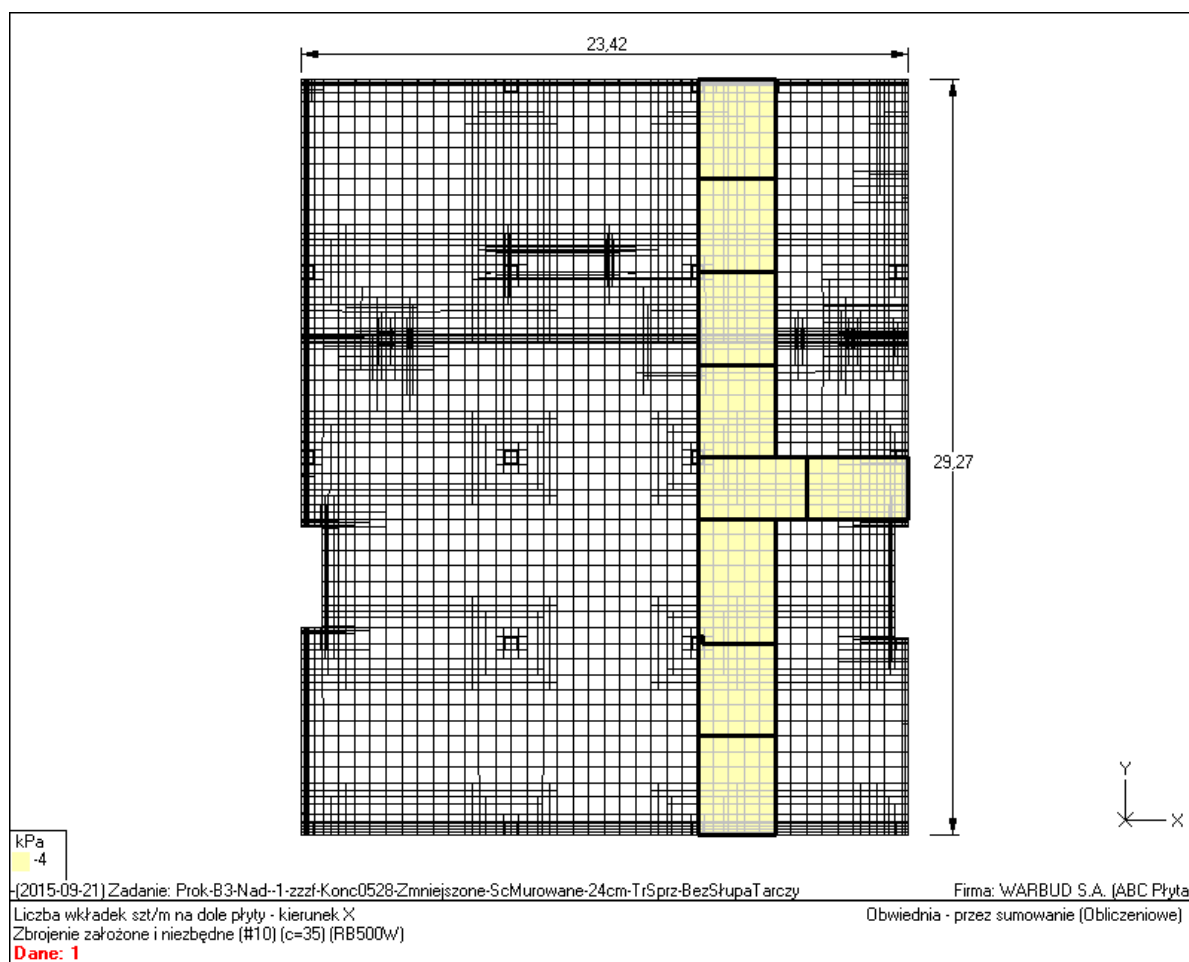 23,42
29,27
Y
X
kPa
-4
-(2015-09-21) Zadanie: Prok-B3-Nad--1-zzzf-Konc0528-Zmniejszone-ScMurowane-24cm-TrSprz-BezSłupaTarczy
Firma: WARBUD S.A. (ABC Płyta
Liczba wkładek szt/m na dole płyty - kierunek X
Obwiednia - przez sumowanie (Obliczeniowe)
Zbrojenie założone i niezbędne (#10) (c=35) (RB500W)
Dane: 1